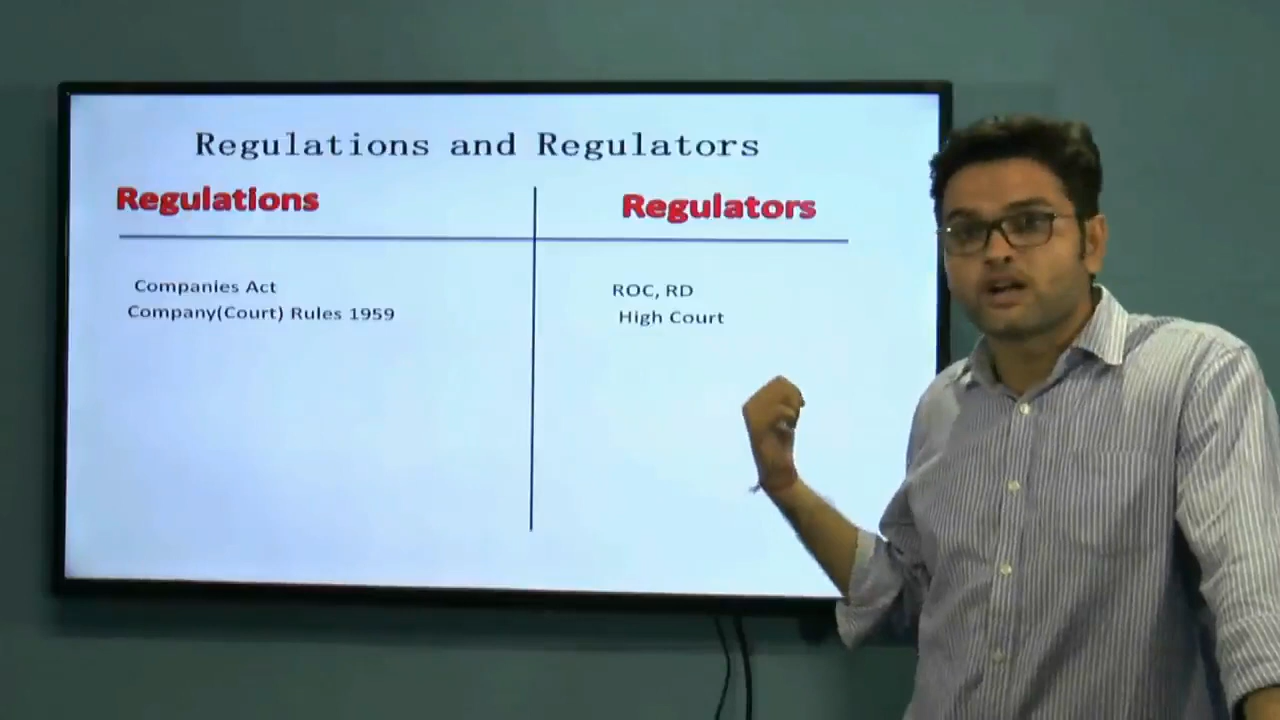 Regulations and Regulators
Regulations
Regulators
Companies Act
ROC, RD
Company(Court) Rules 1959
High Court